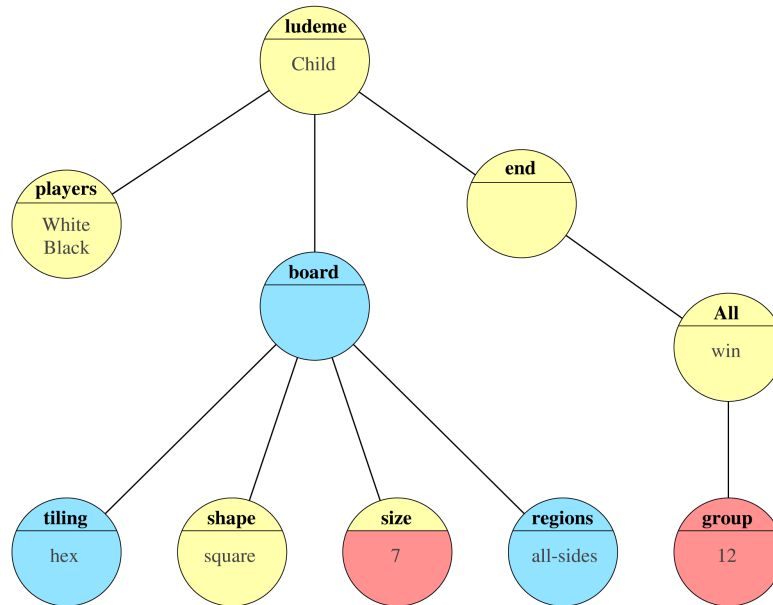 ludeme
Child
end
players
White
Black
board
All
win
tiling
hex
shape
square
size
7
regions
all-sides
group
12